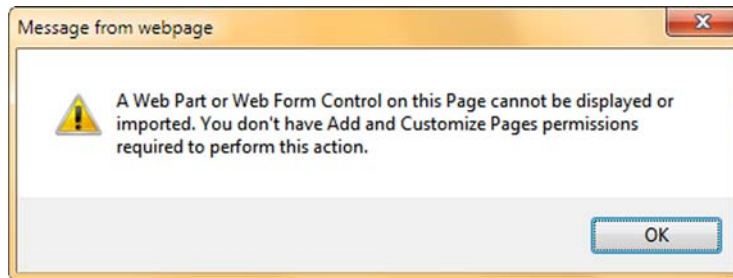 Message from webpage
A Web Part or Web Form Control on this Page cannot be displayed or
imported. You don't have Add and Customize Pages permissions
required to perform this action.
OK